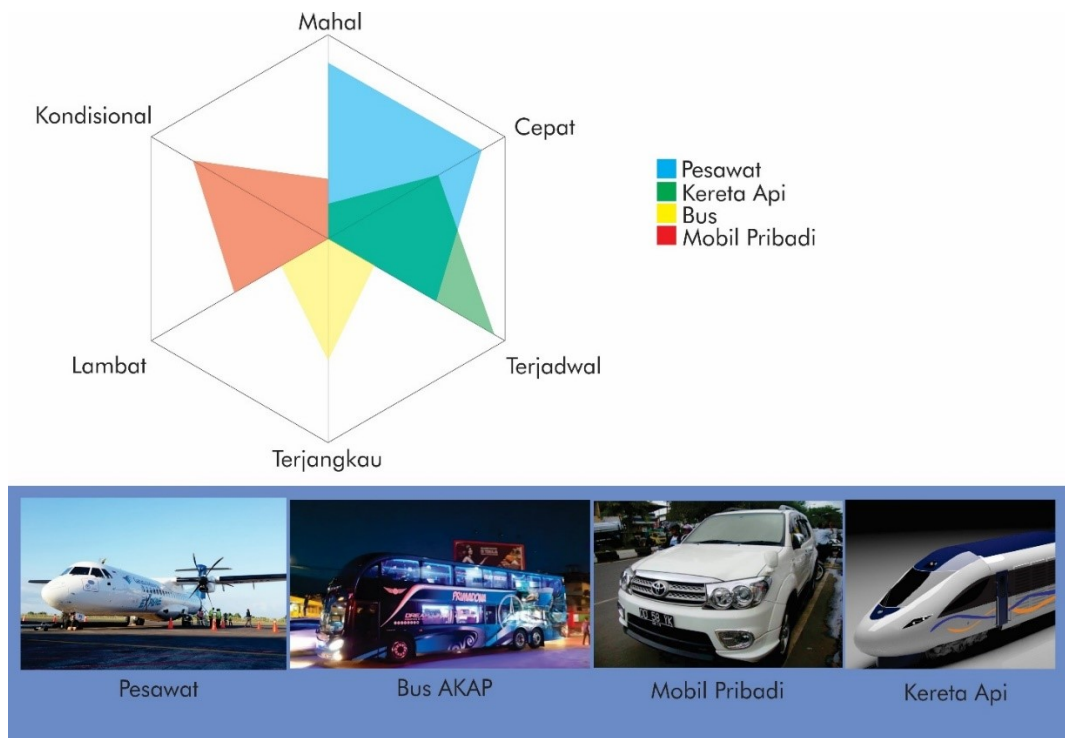 Mahal
Kondisional
Cepat
Pesawat
Kereta Api
Bus
Mobil Pribadi
Lambat
Terjadwal
Terjangkau
PRIMADONA
Pesawat
Bus AKAP
Mobil Pribadi
Kereta Api